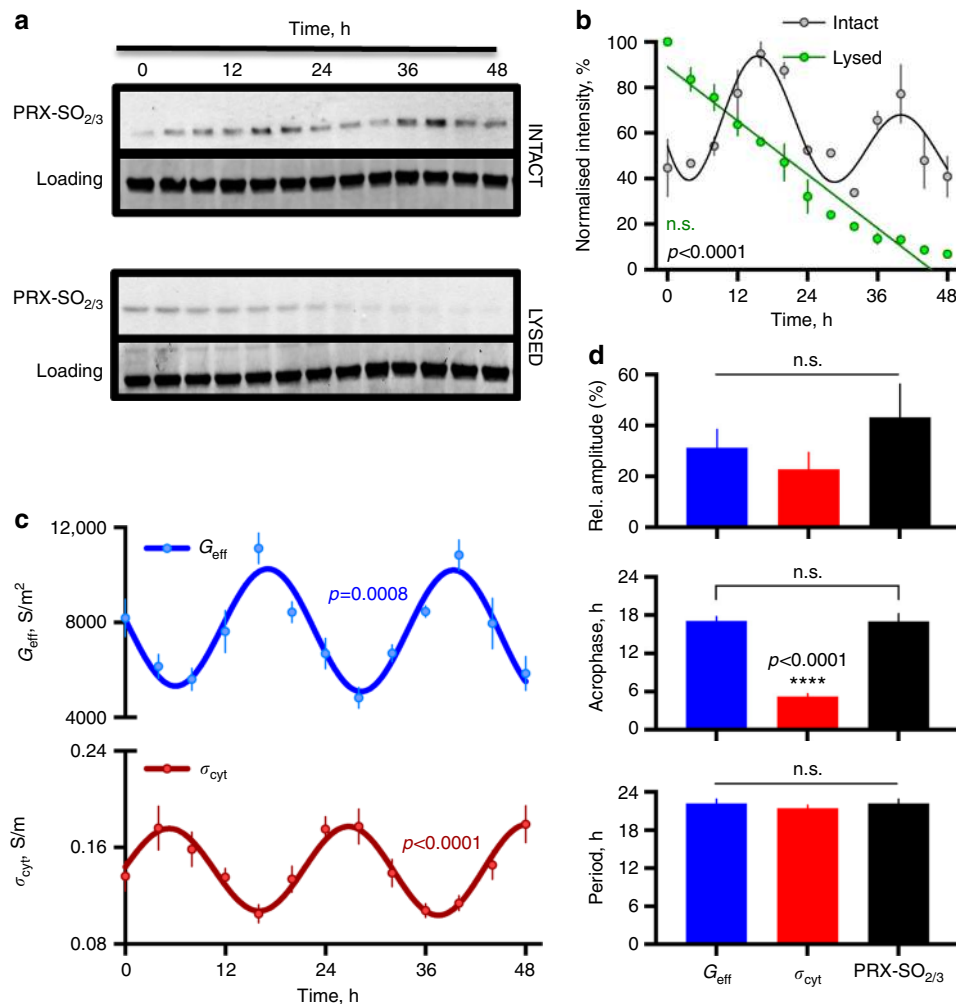 a
Time, h
0 12 24 36 48
PRX-SO2/3
INTACT
Loading
PRX-SO2/3
LYSED
Loading
b
Intact
Lysed
100
80
60
40
20
0
Normalised intensity, %
n.s.
p<0.0001
0 12 24 36 48
Time, h
c
12,000
8000
4000
Geff, S/m²
Geff
p=0.0008
0.24
0.16
0.08
σcyt, S/m
σcyt
p<0.0001
0 12 24 36 48
Time, h
d
60
40
20
0
Rel. amplitude (%)
n.s.
24
18
12
6
0
Acrophase, h
n.s.
p<0.0001
****
24
18
12
6
0
Period, h
n.s.
Geff σcyt PRX-SO2/3